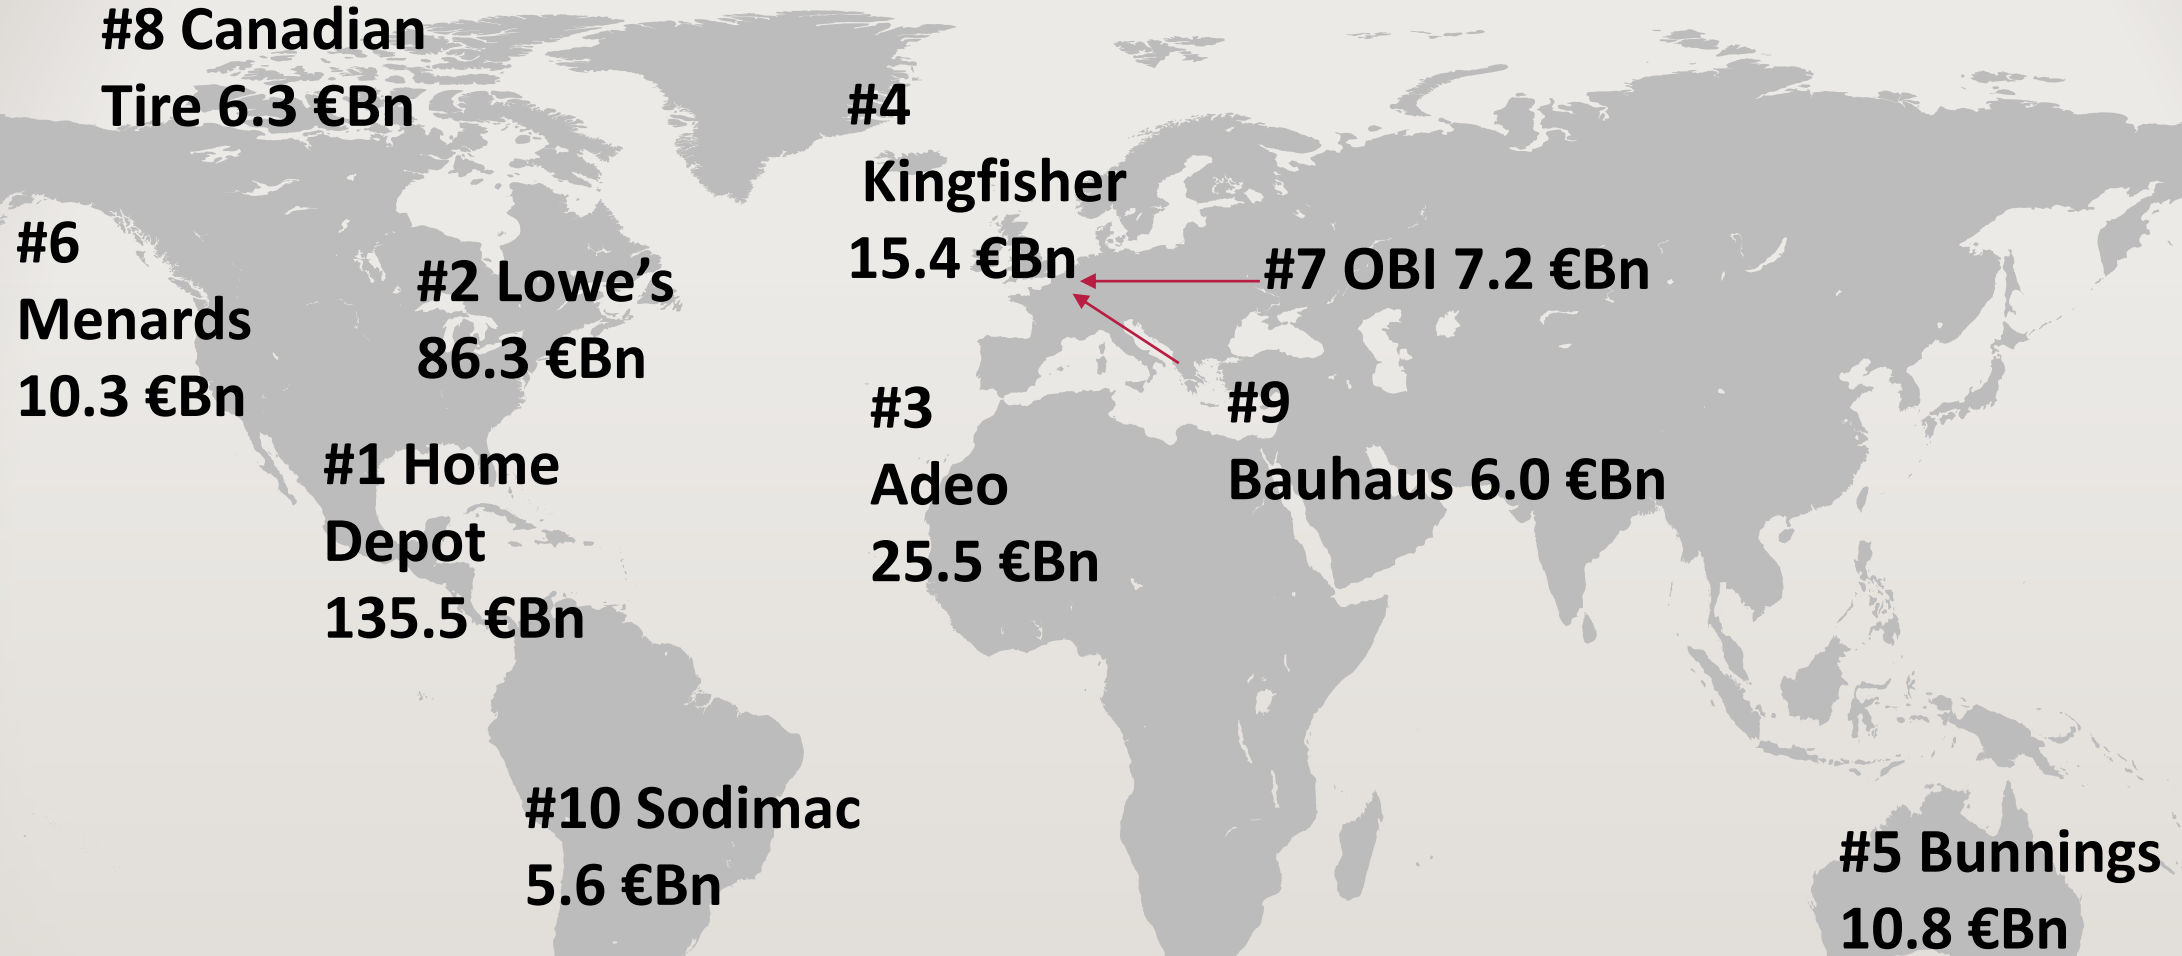 #8 Canadian
Tire 6.3 €Bn
#4
Kingfisher
15.4 €Bn
#6
Menards
10.3 €Bn
#2 Lowe’s
86.3 €Bn
#7 OBI 7.2 €Bn
#3
Adeo
25.5 €Bn
#9
Bauhaus 6.0 €Bn
#1 Home
Depot
135.5 €Bn
#10 Sodimac
5.6 €Bn
#5 Bunnings
10.8 €Bn